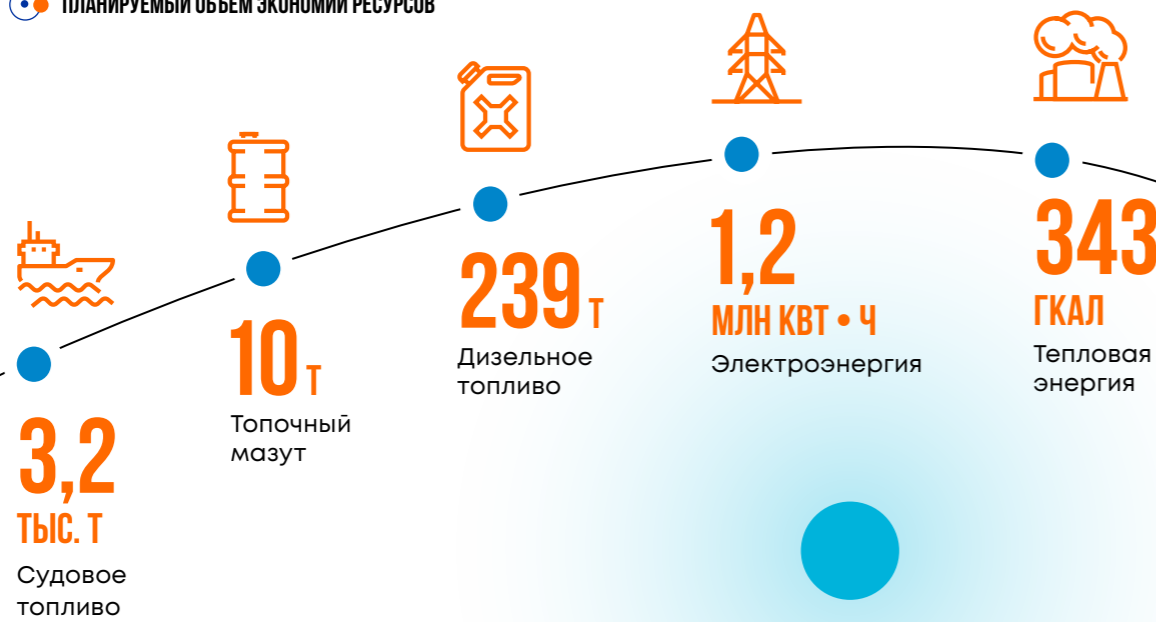 ПЛАНИРУЕМЫЙ ОБЪЕМ ЭКОНОМИИ РЕСУРСОВ
3,2
ТЫС. Т
Судовое
топливо
10 Т
Топочный
мазут
239 Т
Дизельное
топливо
1,2
МЛН КВТ • Ч
Электроэнергия
343
ГКАЛ
Тепловая
энергия